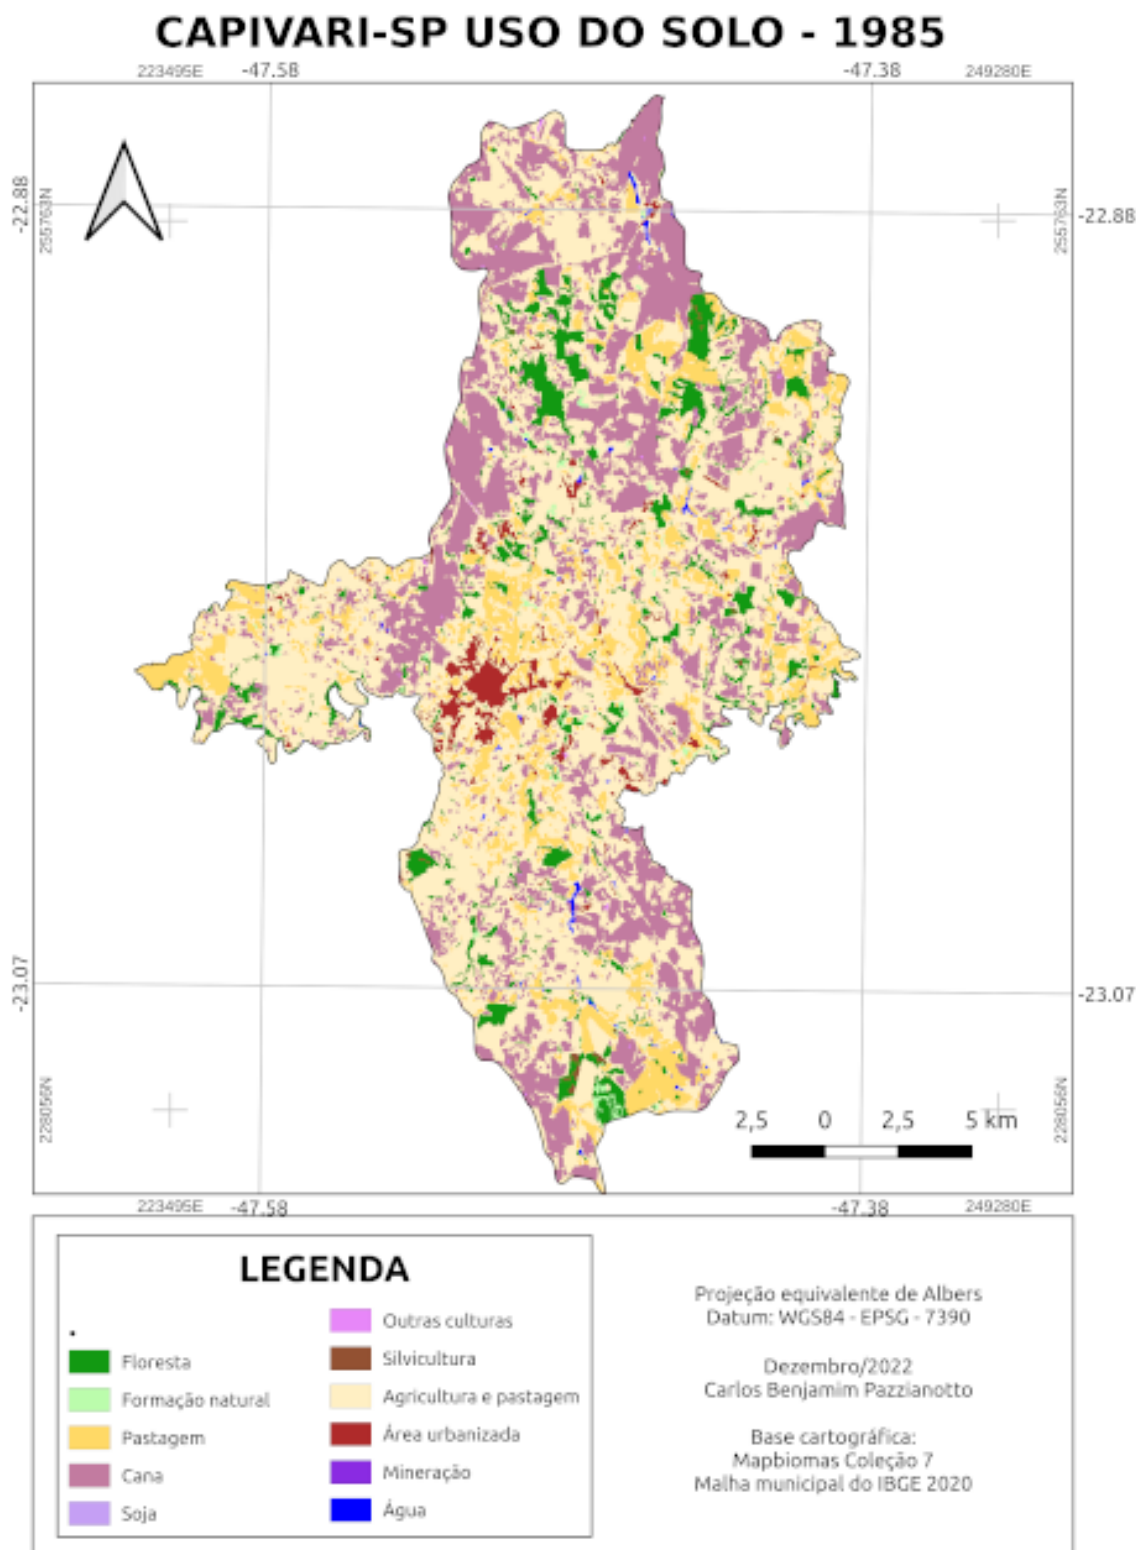 CAPIVARI-SP USO DO SOLO - 1985
223495E -47.58 -47.38 249280E
-22.88
255763N
255763N
-22.88
-23.07
-23.07
228056N
228056N
2,5 0 2,5 5 km
223495E -47.58 -47.38 249280E
LEGENDA
Floresta
Formação natural
Pastagem
Cana
Soja
Outras culturas
Silvicultura
Agricultura e pastagem
Área urbanizada
Mineração
Água
Projeção equivalente de Albers
Datum: WGS84 - EPSG - 7390
Dezembro/2022
Carlos Benjamim Pazzianotto
Base cartográfica:
Mapbiomas Coleção 7
Malha municipal do IBGE 2020